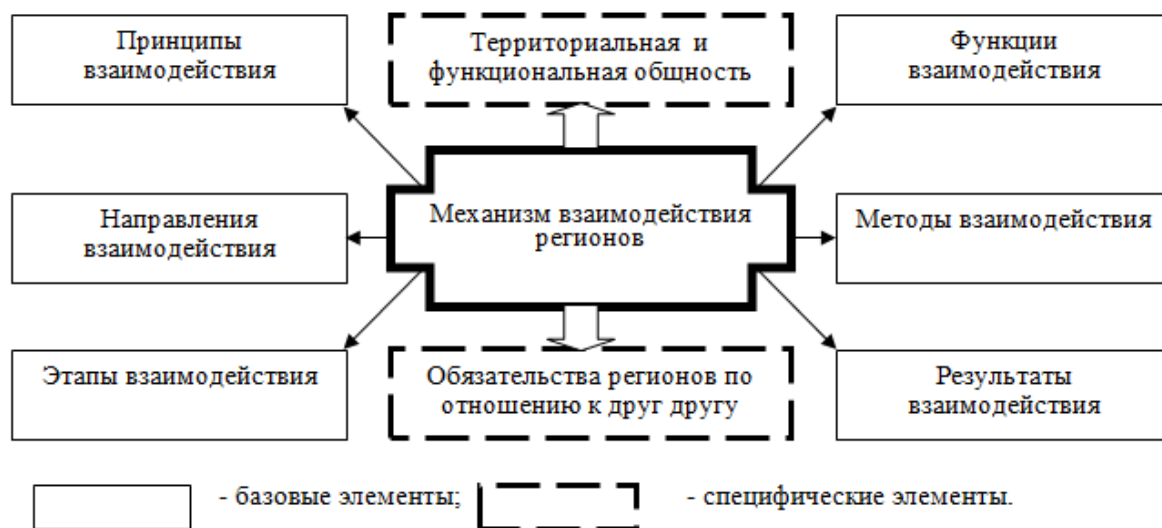 Принципы
взаимодействия
Территориальная и
функциональная общность
Функции
взаимодействия
Направления
взаимодействия
Механизм взаимодействия
регионов
Методы взаимодействия
Этапы взаимодействия
Обязательства регионов по
отношению к друг другу
Результаты
взаимодействия
- базовые элементы;
- специфические элементы.